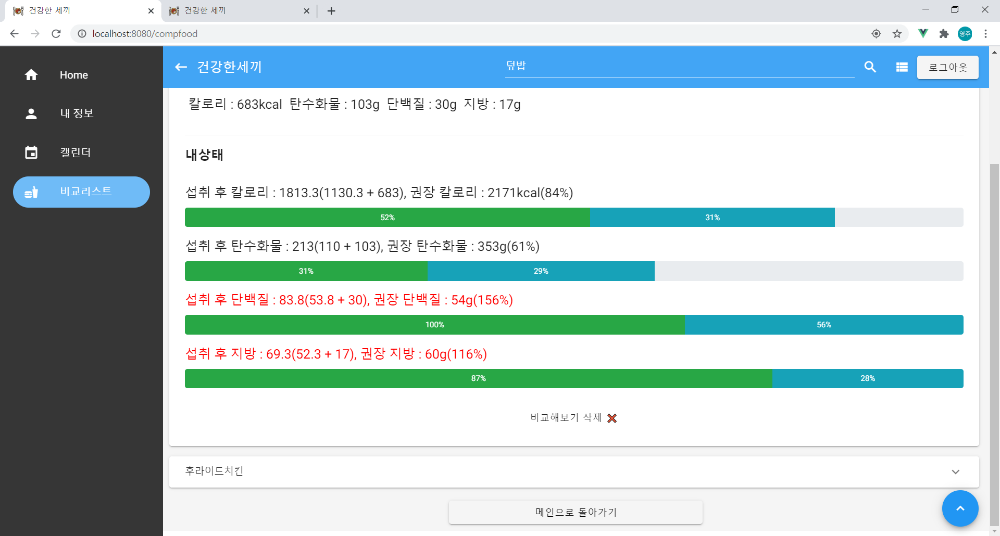 건강한 세끼
건강한 세끼
localhost:8080/compfood
영주
Home
내 정보
캘린더
비교리스트
건강한세끼
덮밥
로그아웃
칼로리 : 683kcal 탄수화물 : 103g 단백질 : 30g 지방 : 17g
내상태
섭취 후 칼로리 : 1813.3(1130.3 + 683), 권장 칼로리 : 2171kcal(84%)
52% 31%
섭취 후 탄수화물 : 213(110 + 103), 권장 탄수화물 : 353g(61%)
31% 29%
섭취 후 단백질 : 83.8(53.8 + 30), 권장 단백질 : 54g(156%)
100% 56%
섭취 후 지방 : 69.3(52.3 + 17), 권장 지방 : 60g(116%)
87% 28%
비교해보기 삭제
후라이드치킨
메인으로 돌아가기